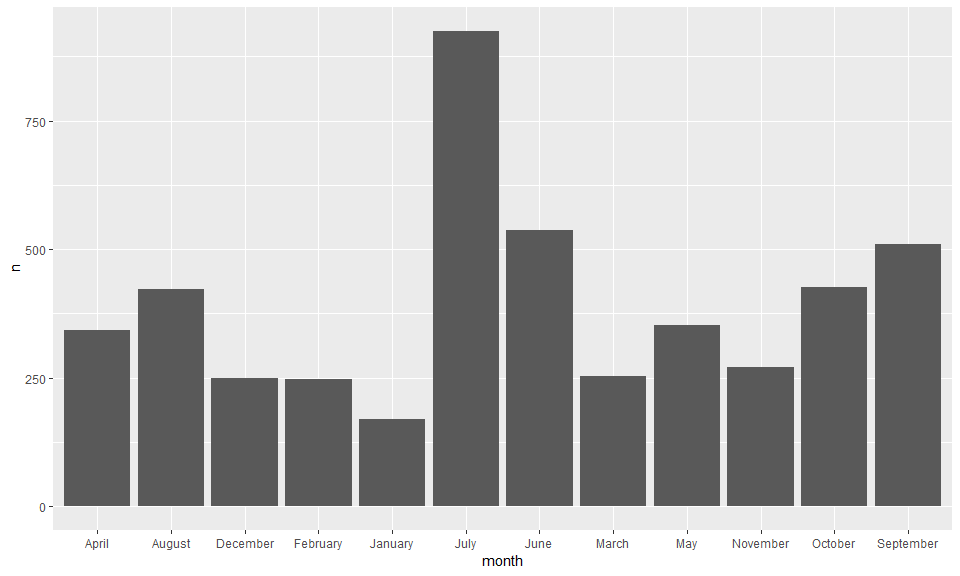 n
750
500
250
0
April August December February January July June March May November October September
month